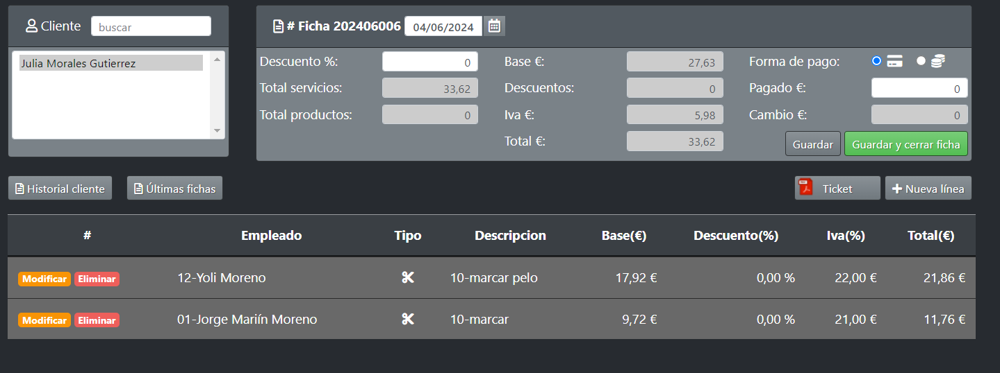 Cliente buscar
Julia Morales Gutierrez
# Ficha 202406006 04/06/2024
Descuento %: 0 Base €: 27,63 Forma de pago:
Total servicios: 33,62 Descuentos: 0 Pagado €: 0
Total productos: 0 Iva €: 5,98 Cambio €: 0
Total €: 33,62 Guardar Guardar y cerrar ficha
Historial cliente Últimas fichas Ticket Nueva línea
# Empleado Tipo Descripcion Base(€) Descuento(%) Iva(%) Total(€)
Modificar Eliminar 12-Yoli Moreno 10-marcar pelo 17,92 € 0,00 % 22,00 € 21,86 €
Modificar Eliminar 01-Jorge Mariín Moreno 10-marcar 9,72 € 0,00 % 21,00 € 11,76 €